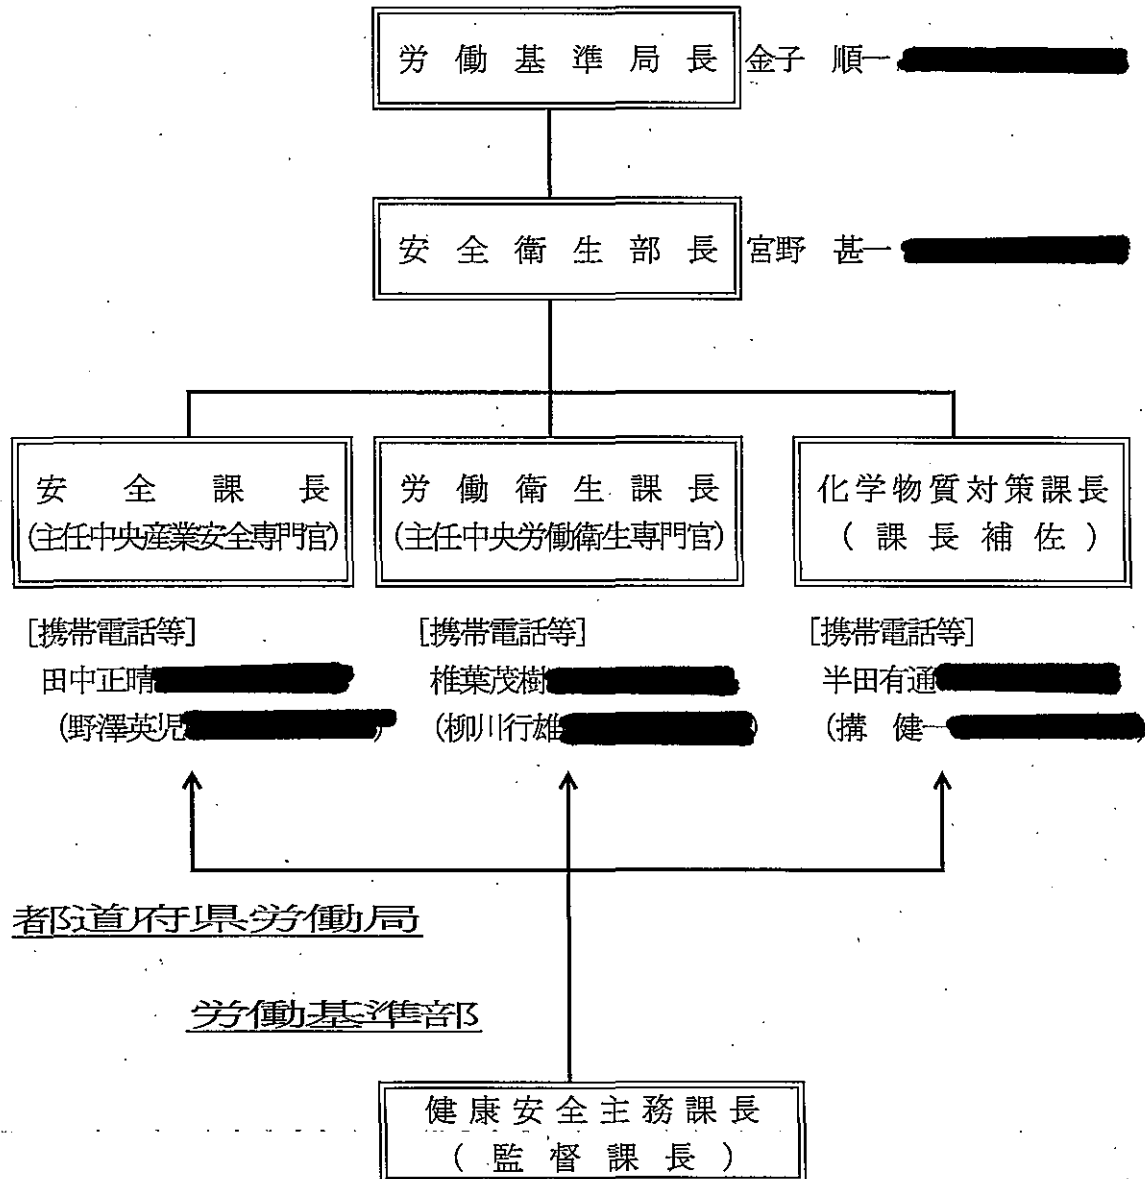 労働基準局長 金子 順一
安全衛生部長 宮野 甚一
安全課長
(主任中央産業安全専門官)
労働衛生課長
(主任中央労働衛生専門官)
化学物質対策課長
(課長補佐)
[携帯電話等]
田中正晴
(野澤英児 )
[携帯電話等]
椎葉茂樹
(柳川行雄 )
[携帯電話等]
半田有通
(搆 健一 )
都道府県労働局
労働基準部
健康安全主務課長
(監督課長)